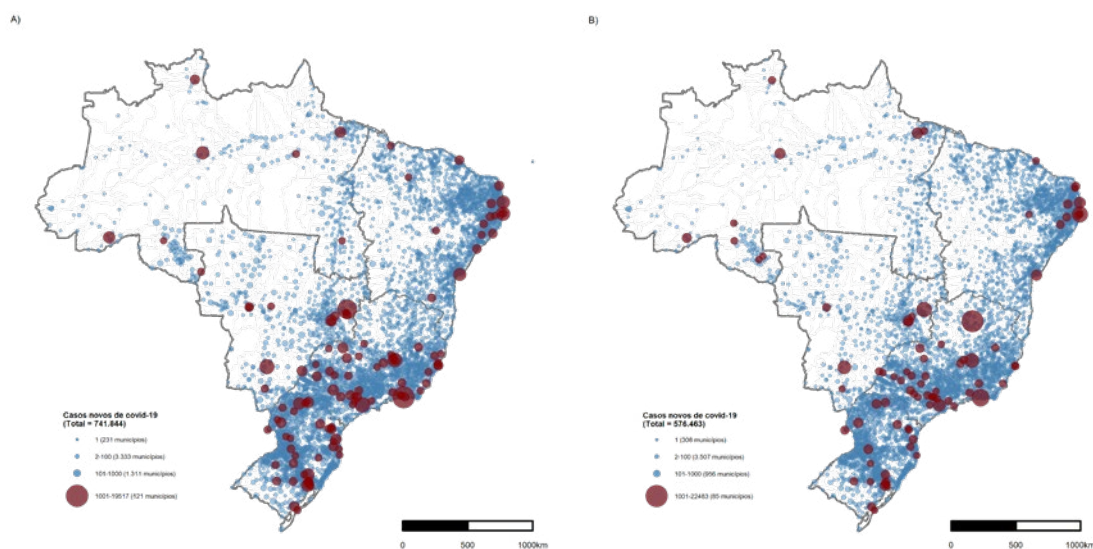 A)
Casos novos de covid-19
(Total = 741.844)
1 (231 municípios)
2-100 (3.333 municípios)
101-1000 (1.311 municípios)
1001-19517 (121 municípios)
0 500 1000km
B)
Casos novos de covid-19
(Total = 576.463)
1 (308 municípios)
2-100 (3.507 municípios)
101-1000 (956 municípios)
1001-22463 (85 municípios)
0 500 1000km